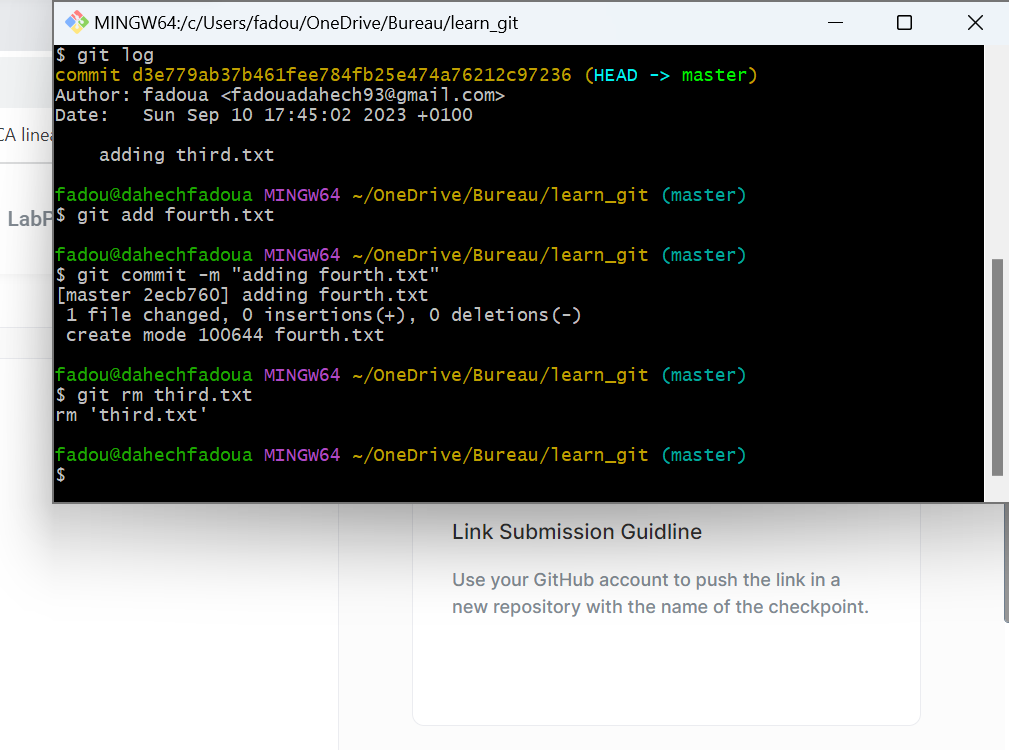 MINGW64:/c/Users/fadou/OneDrive/Bureau/learn_git
$ git log
commit d3e779ab37b461fee784fb25e474a76212c97236 (HEAD -> master)
Author: fadoua <fadouadahech93@gmail.com>
Date:   Sun Sep 10 17:45:02 2023 +0100
CA linea
adding third.txt
fadou@dahechfadoua MINGW64 ~/OneDrive/Bureau/learn_git (master)
LabP
$ git add fourth.txt
fadou@dahechfadoua MINGW64 ~/OneDrive/Bureau/learn_git (master)
$ git commit -m "adding fourth.txt"
[master 2ecb760] adding fourth.txt
1 file changed, 0 insertions(+), 0 deletions(-)
create mode 100644 fourth.txt
fadou@dahechfadoua MINGW64 ~/OneDrive/Bureau/learn_git (master)
$ git rm third.txt
rm 'third.txt'
fadou@dahechfadoua MINGW64 ~/OneDrive/Bureau/learn_git (master)
$
Link Submission Guidline
Use your GitHub account to push the link in a
new repository with the name of the checkpoint.